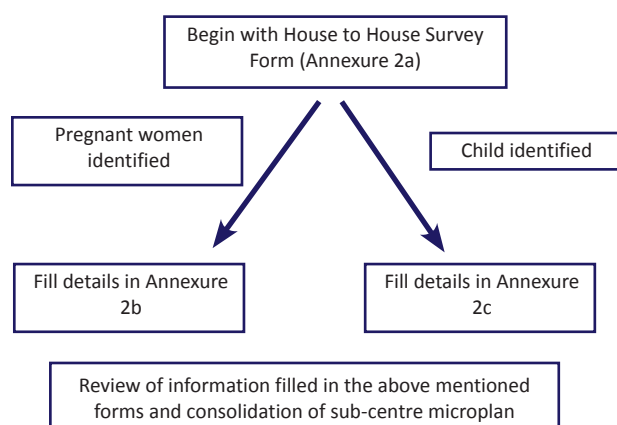 Begin with House to House Survey
Form (Annexure 2a)
Pregnant women
identified
Child identified
Fill details in Annexure
2b
Fill details in Annexure
2c
Review of information filled in the above mentioned
forms and consolidation of sub-centre microplan